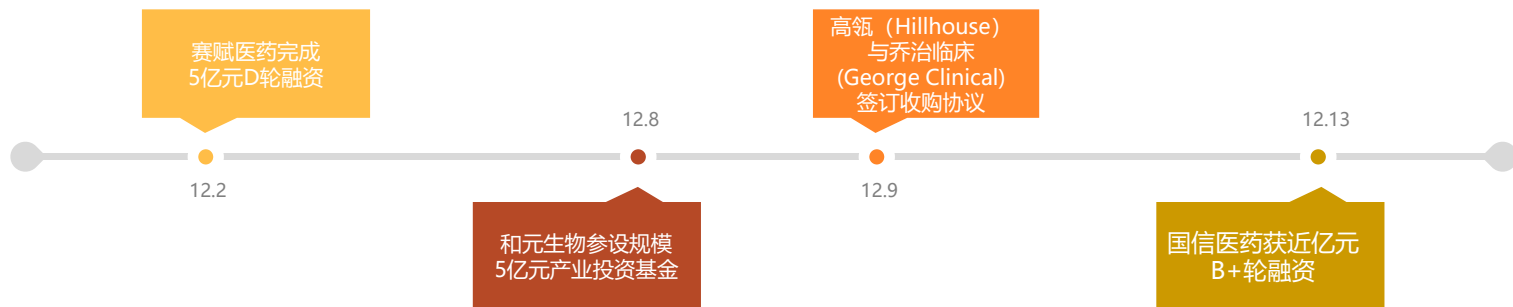 赛赋医药完成
5亿元D轮融资
12.2
12.8
和元生物参设规模
5亿元产业投资基金
高瓴（Hillhouse）
与乔治临床
(George Clinical)
签订收购协议
12.9
12.13
国信医药获近亿元
B+轮融资